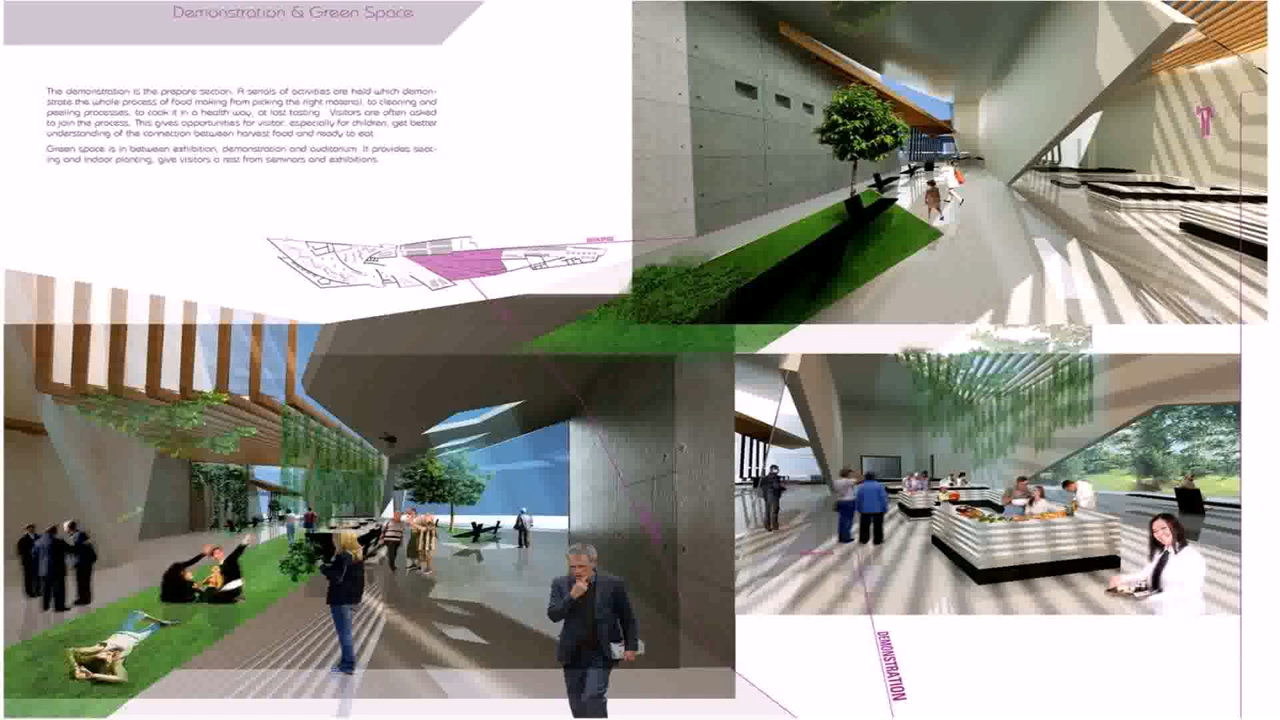 Demonstration & Green Space
The demonstration is the prepare section. A serials of activities are held which demon-
strate the whole process of food making from picking the right material, to cleaning and
peeling processes, to cook it in a health way, at last tasting. Visitors are often asked
to join the process. This gives opportunities for visitor, especially for children, get better
understanding of the connection between harvest food and ready to eat.
Green space is in between exhibition, demonstration and auditorium. It provides seat-
ing and indoor planting, give visitors a rest from seminars and exhibitions.
DEMONSTRATION